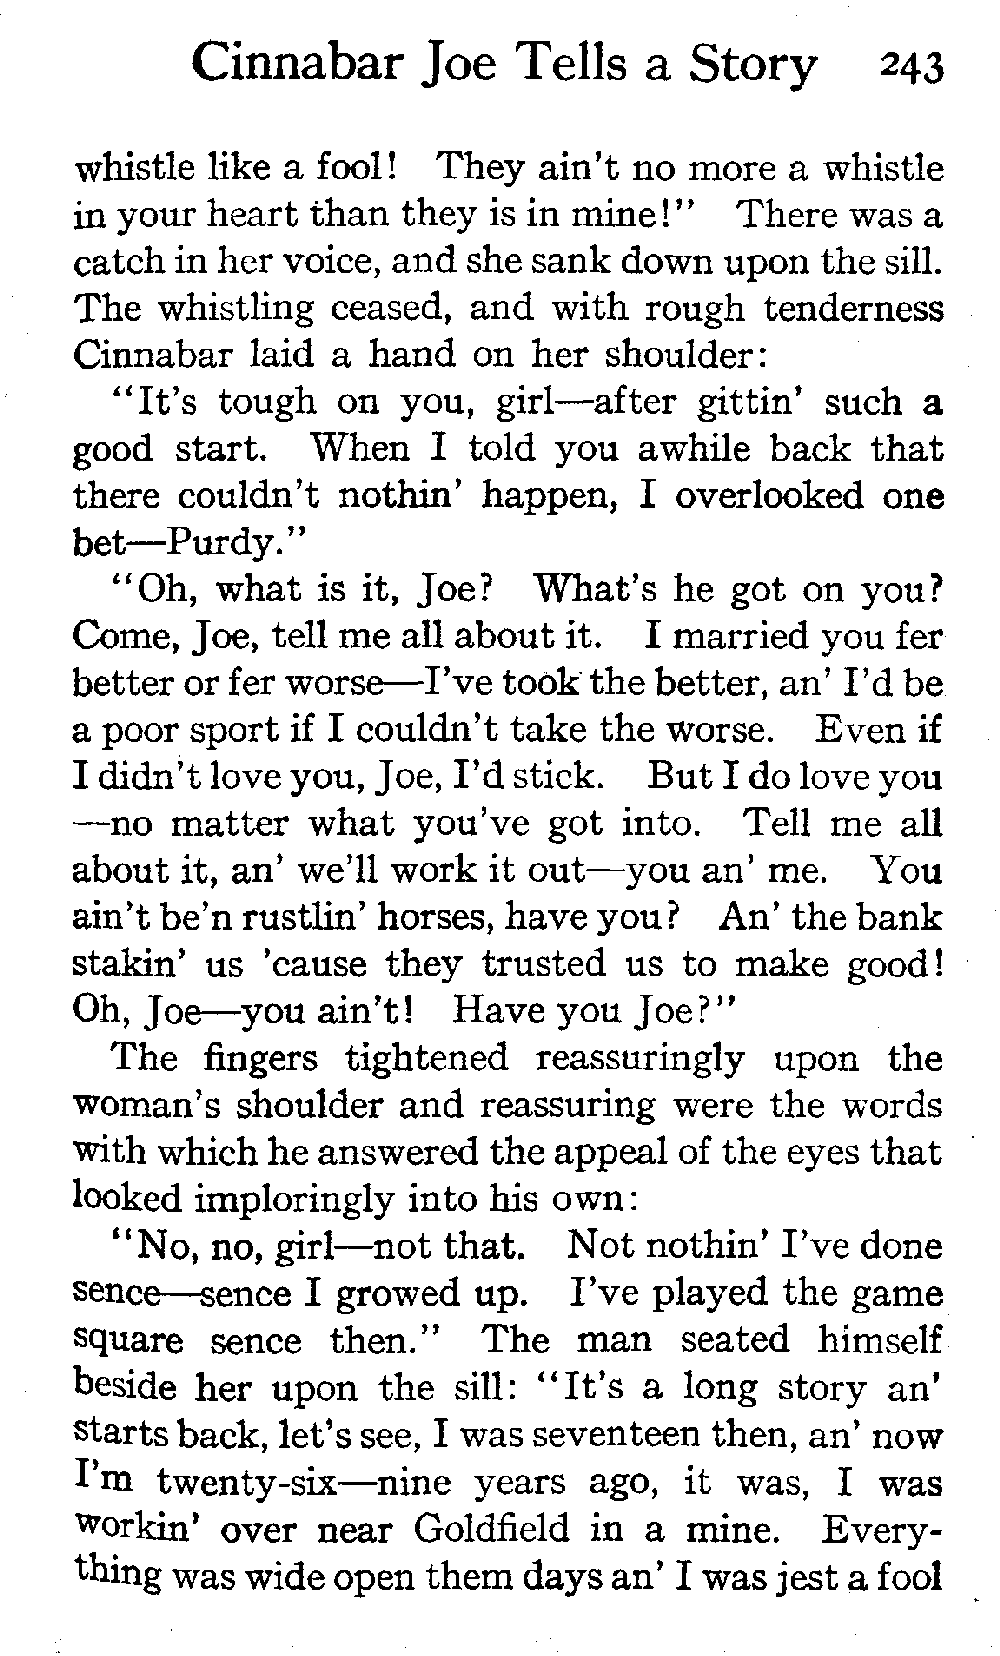 Cinnabar Joe Tells a Story 243
whistle like a fool! They ain't no more a whistle
in your heart than they is in mine!" There was a
catch in her voice, and she sank down upon the sill.
The whistling ceased, and with rough tenderness
Cinnabar laid a hand on her shoulder:
"It's tough on you, girl—after gittin' such a
good start. When I told you awhile back that
there couldn't nothin' happen, I overlooked one
bet—Purdy."
"Oh, what is it, Joe? What's he got on you?
Come, Joe, tell me all about it. I married you fer
better or fer worse—I've took the better, an' I'd be
a poor sport if I couldn't take the worse. Even if
I didn't love you, Joe, I'd stick. But I do love you
—no matter what you've got into. Tell me all
about it, an' we'll work it out—you an' me. You
ain't be'n rustlin' horses, have you? An' the bank
stakin' us 'cause they trusted us to make good!
Oh, Joe—you ain't! Have you Joe?"
The fingers tightened reassuringly upon the
woman's shoulder and reassuring were the words
with which he answered the appeal of the eyes that
looked imploringly into his own:
"No, no, girl—not that. Not nothin' I've done
sence—sence I growed up. I've played the game
square sence then." The man seated himself
beside her upon the sill: "It's a long story an'
starts back, let's see, I was seventeen then, an' now
I'm twenty-six—nine years ago, it was, I was
workin' over near Goldfield in a mine. Every-
thing was wide open them days an' I was jest a fool